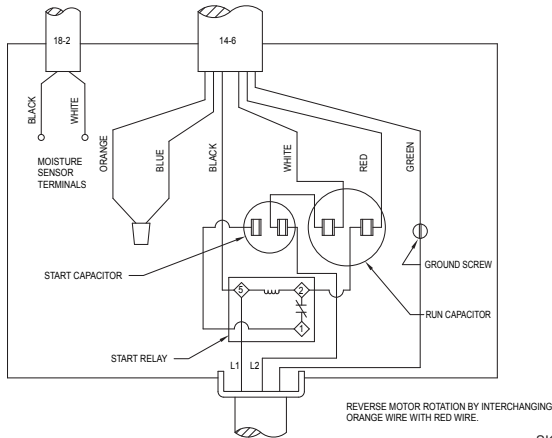 18-2
14-6
BLACK
WHITE
ORANGE
BLUE
BLACK
WHITE
RED
GREEN
MOISTURE
SENSOR
TERMINALS
START CAPACITOR
GROUND SCREW
5
2
1
RUN CAPACITOR
START RELAY
L1
L2
REVERSE MOTOR ROTATION BY INTERCHANGING
ORANGE WIRE WITH RED WIRE.